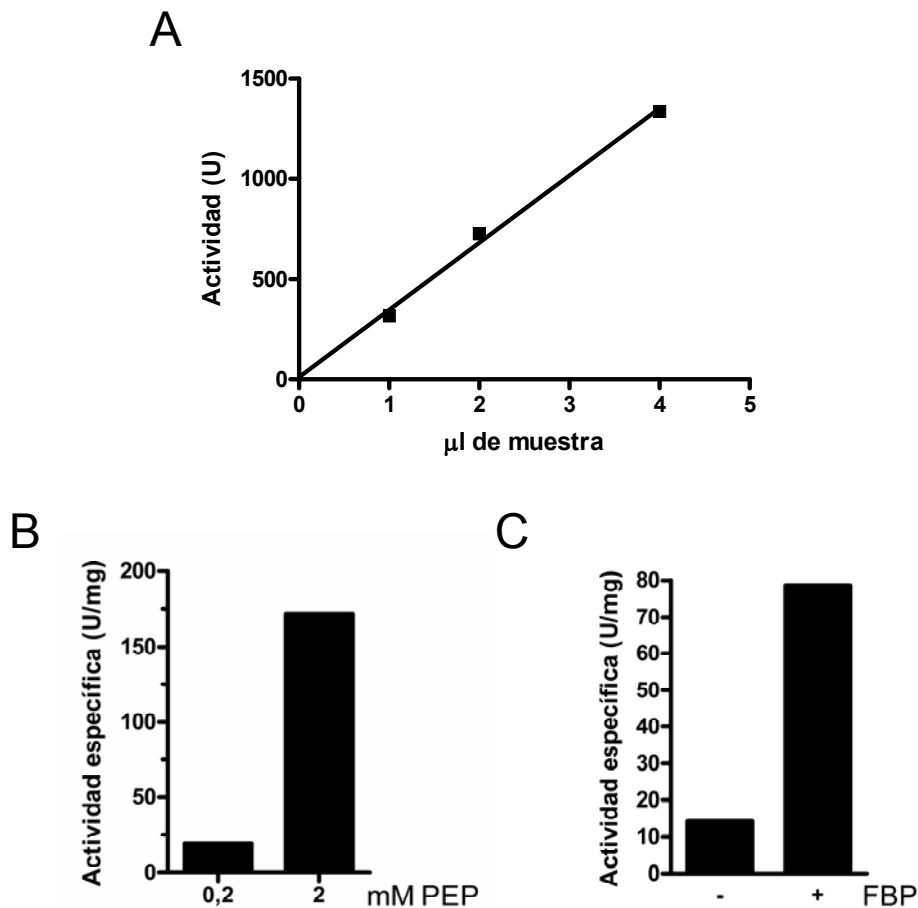 A
Actividad (U)
1500
1000
500
0
0 1 2 3 4 5
µl de muestra
B
Actividad específica (U/mg)
200
150
100
50
0
0,2 2 mM PEP
C
Actividad específica (U/mg)
80
70
60
50
40
30
20
10
0
- + FBP